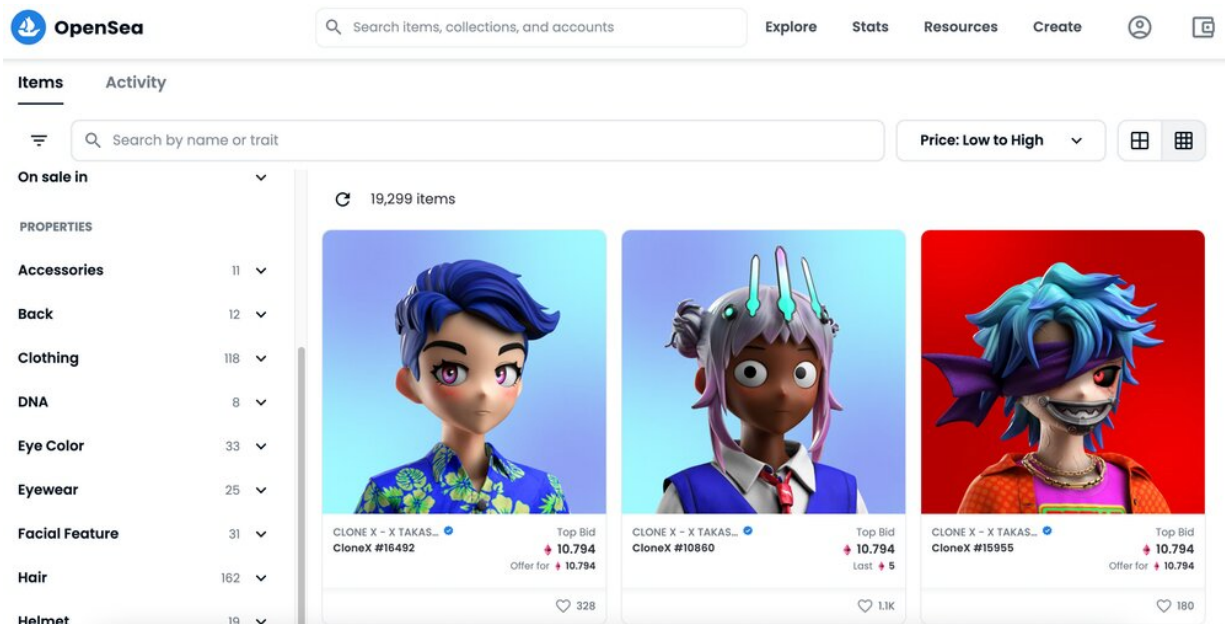 OpenSea
Search items, collections, and accounts
Explore Stats Resources Create
Items Activity
Search by name or trait
Price: Low to High
On sale in
19,299 items
PROPERTIES
Accessories 11
Back 12
Clothing 118
DNA 8
Eye Color 33
Eyewear 25
Facial Feature 31
Hair 162
Helmet 19
CLONE X - X TAKAS... Top Bid
CloneX #16492 10.794
Offer for 10.794
328
CLONE X - X TAKAS... Top Bid
CloneX #10860 10.794
Last 5
1.1K
CLONE X - X TAKAS... Top Bid
CloneX #15955 10.794
Offer for 10.794
180